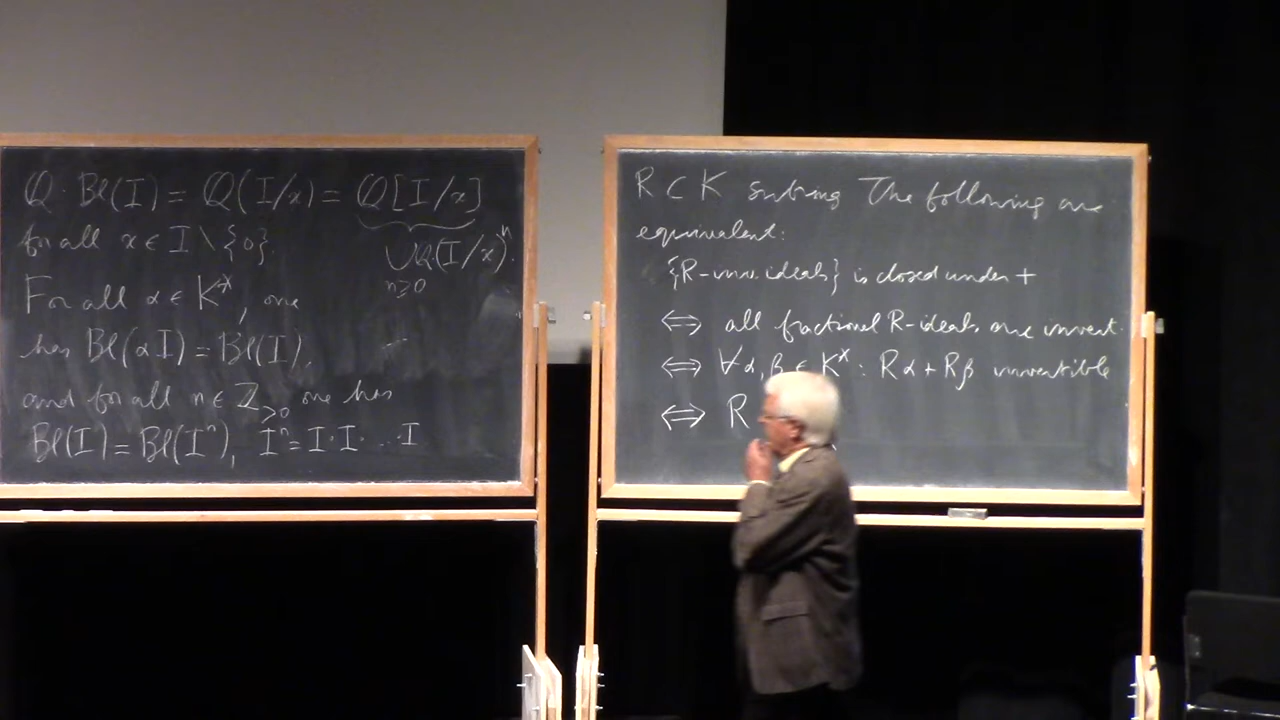 Q · Bl(I) = Q(I/x) = Q[I/x]
for all x ∈ I \ {0}.
∪Q.(I/x)ⁿ.
n≥0
For all α ∈ K*, one
has Bl(αI) = Bl(I),
and for all n ∈ Z_{>0} one has
Bl(I) = Bl(Iⁿ), Iⁿ = I·I·...·I
R ⊂ K subring The following are
equivalent:
{R-inv. ideals} is closed under +
⟺ all fractional R-ideals are invert.
⟺ ∀ α, β ∈ K*: Rα + Rβ invertible
⟺ R